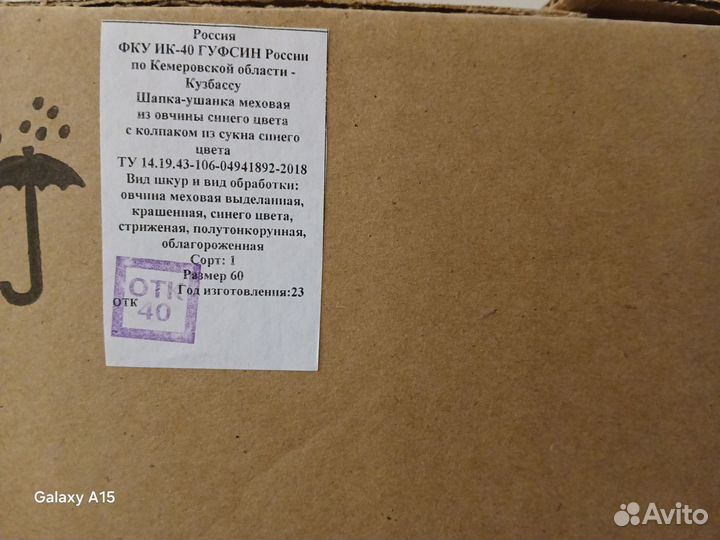 Россия
ФКУ ИК-40 ГУФСИН России
по Кемеровской области -
Кузбассу
Шапка-ушанка меховая
из овчины синего цвета
с колпаком из сукна синего
цвета
ТУ 14.19.43-106-04941892-2018
Вид шкур и вид обработки:
овчина меховая выделанная,
крашенная, синего цвета,
стриженая, полутонкорунная,
облагороженная
Сорт: 1
Размер 60
Год изготовления:23
ОТК
ОТК
40
Galaxy A15
Avito